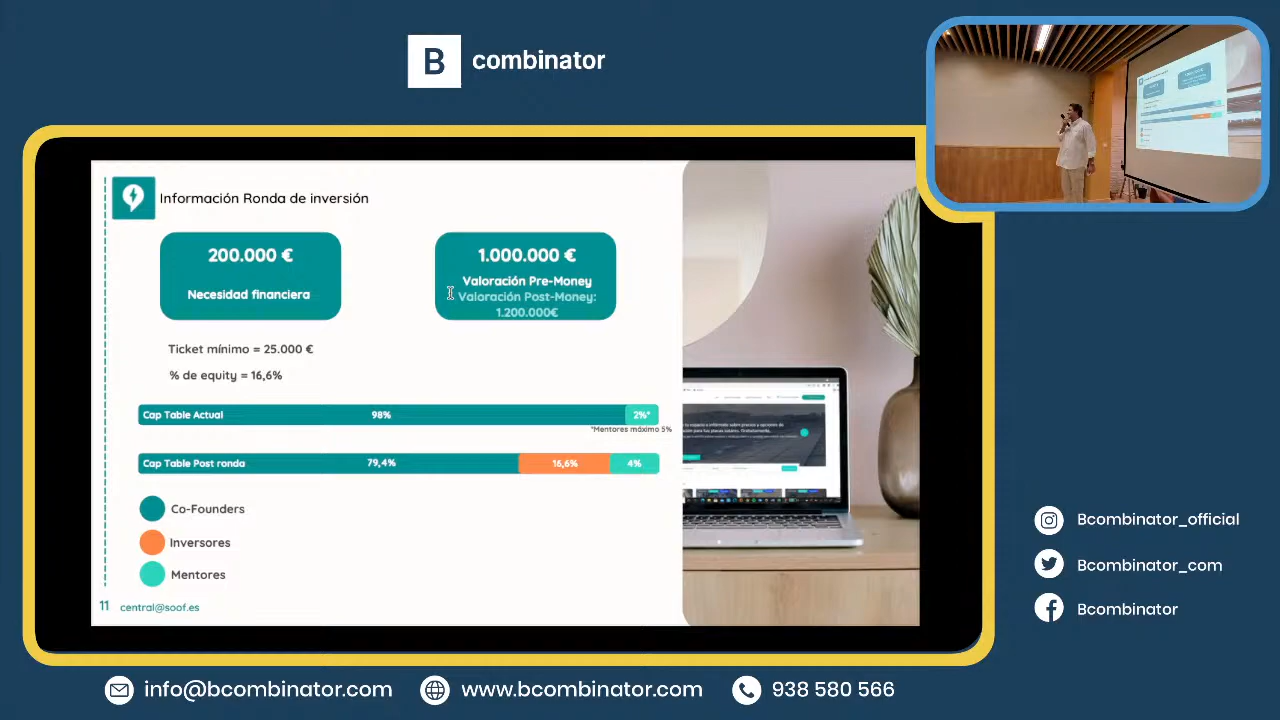 B combinator
Información Ronda de inversión
200.000 €
Necesidad financiera
1.000.000 €
Valoración Pre-Money
Valoración Post-Money:
1.200.000€
Ticket mínimo = 25.000 €
% de equity = 16,6%
Cap Table Actual 98% 2%*
*Mentores máximo 5%
Cap Table Post ronda 79,4% 16,6% 4%
Co-Founders
Inversores
Mentores
11 central@soof.es
Bcombinator_official
Bcombinator_com
Bcombinator
info@bcombinator.com www.bcombinator.com 938 580 566